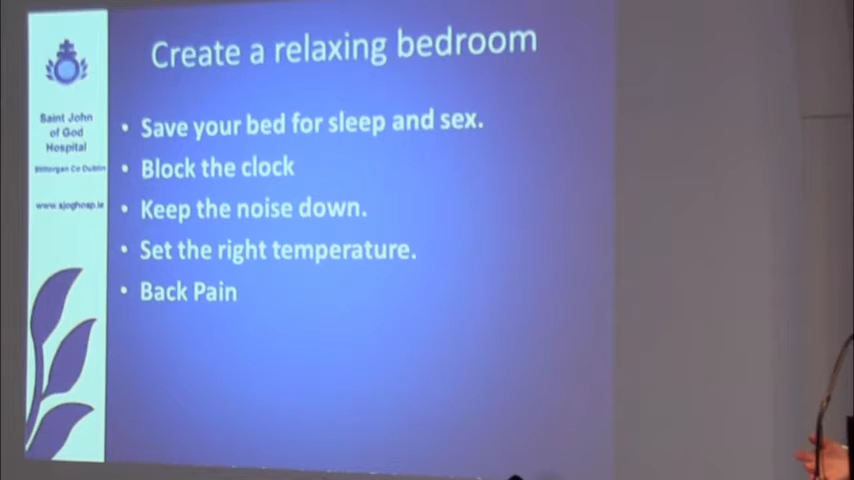 Create a relaxing bedroom
Saint John
of God
Hospital
Stillorgan Co Dublin
www.sjoghosp.ie
• Save your bed for sleep and sex.
• Block the clock
• Keep the noise down.
• Set the right temperature.
• Back Pain